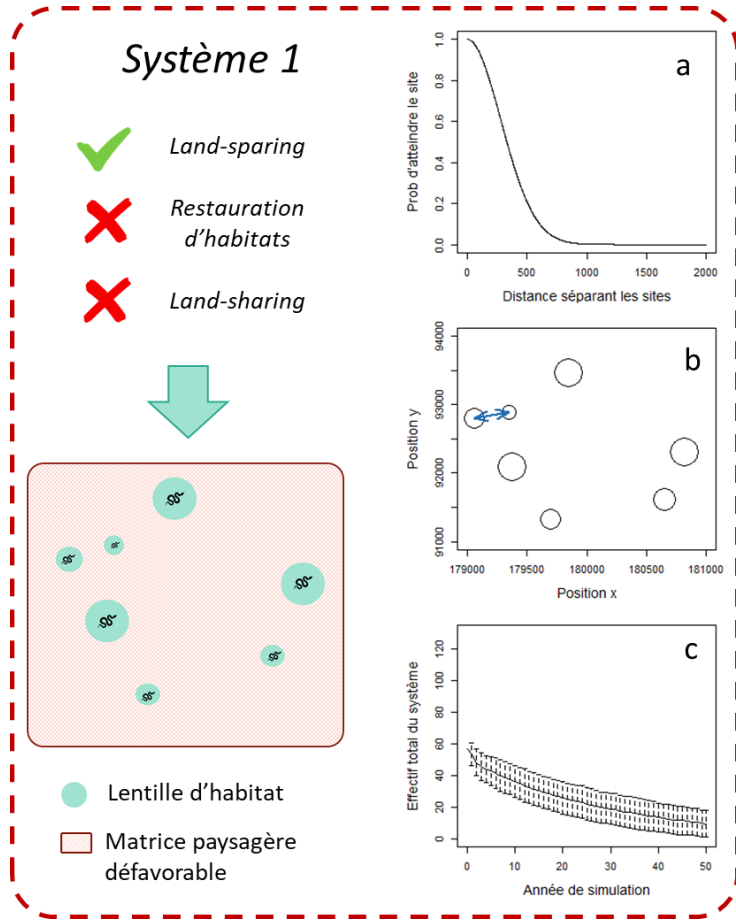 Système 1
Land-sparing
Restauration
d'habitats
Land-sharing
Lentille d'habitat
Matrice paysagère
défavorable
a
Prob d'atteindre le site
1.0
0.8
0.6
0.4
0.2
0.0
0
500
1000
1500
2000
Distance séparant les sites
b
Position y
94000
93000
92000
91000
179000
179500
180000
180500
181000
Position x
c
Effectif total du système
120
100
80
60
40
20
0
0
10
20
30
40
50
Année de simulation